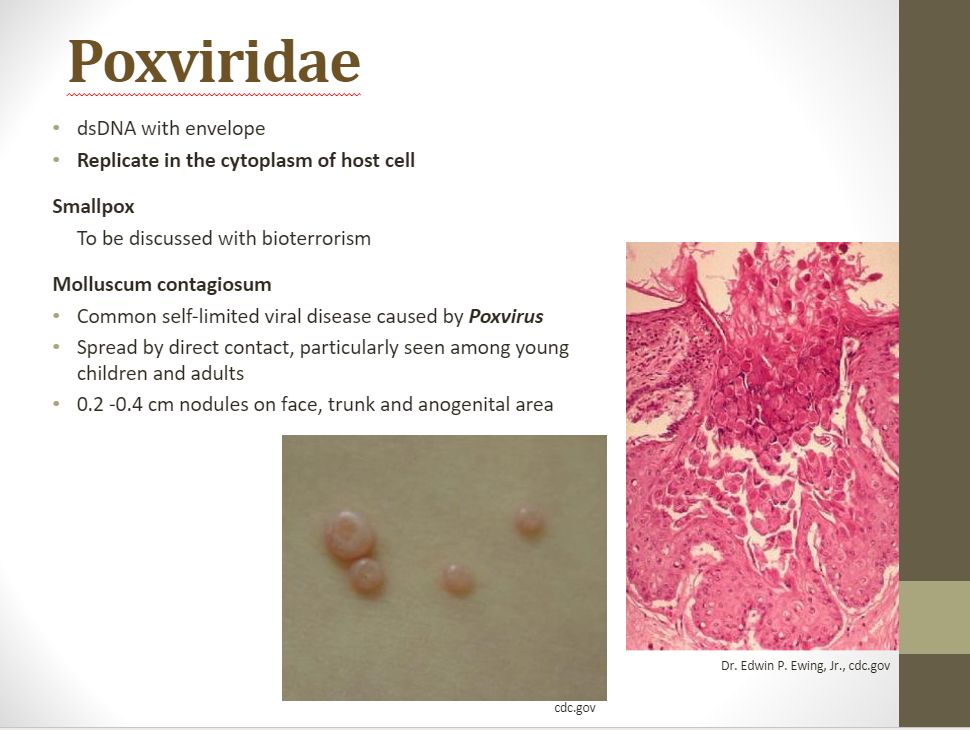 Poxviridae
• dsDNA with envelope
• Replicate in the cytoplasm of host cell
Smallpox
To be discussed with bioterrorism
Molluscum contagiosum
• Common self-limited viral disease caused by Poxvirus
• Spread by direct contact, particularly seen among young
children and adults
• 0.2 -0.4 cm nodules on face, trunk and anogenital area
Dr. Edwin P. Ewing, Jr., cdc.gov
cdc.gov